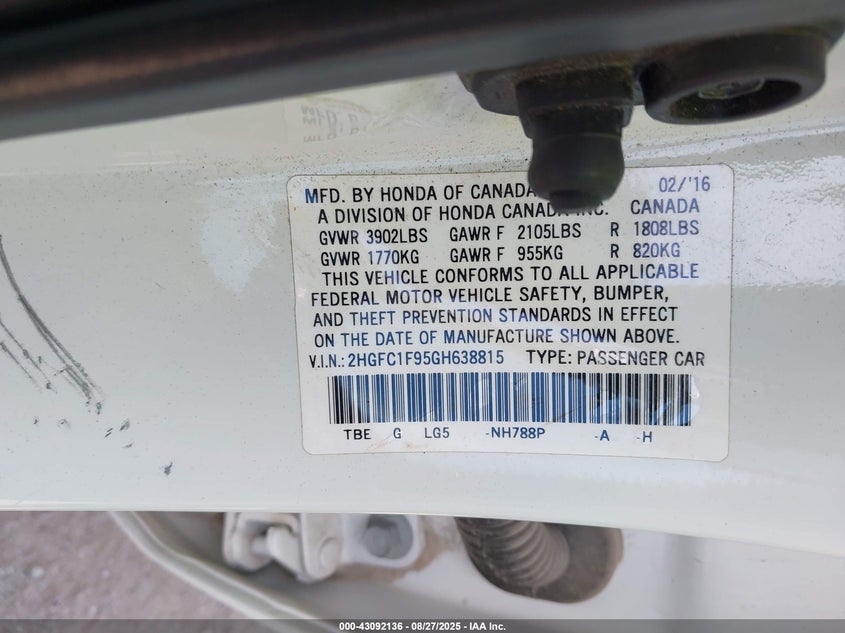 MFD. BY HONDA OF CANADA 02/'16
A DIVISION OF HONDA CANADA INC. CANADA
GVWR 3902LBS GAWR F 2105LBS R 1808LBS
GVWR 1770KG GAWR F 955KG R 820KG
THIS VEHICLE CONFORMS TO ALL APPLICABLE
FEDERAL MOTOR VEHICLE SAFETY, BUMPER,
AND THEFT PREVENTION STANDARDS IN EFFECT
ON THE DATE OF MANUFACTURE SHOWN ABOVE.
V.I.N.: 2HGFC1F95GH638815 TYPE: PASSENGER CAR
TBE G LG5 -NH788P -A -H
000-43092136 - 08/27/2025 - IAA Inc.